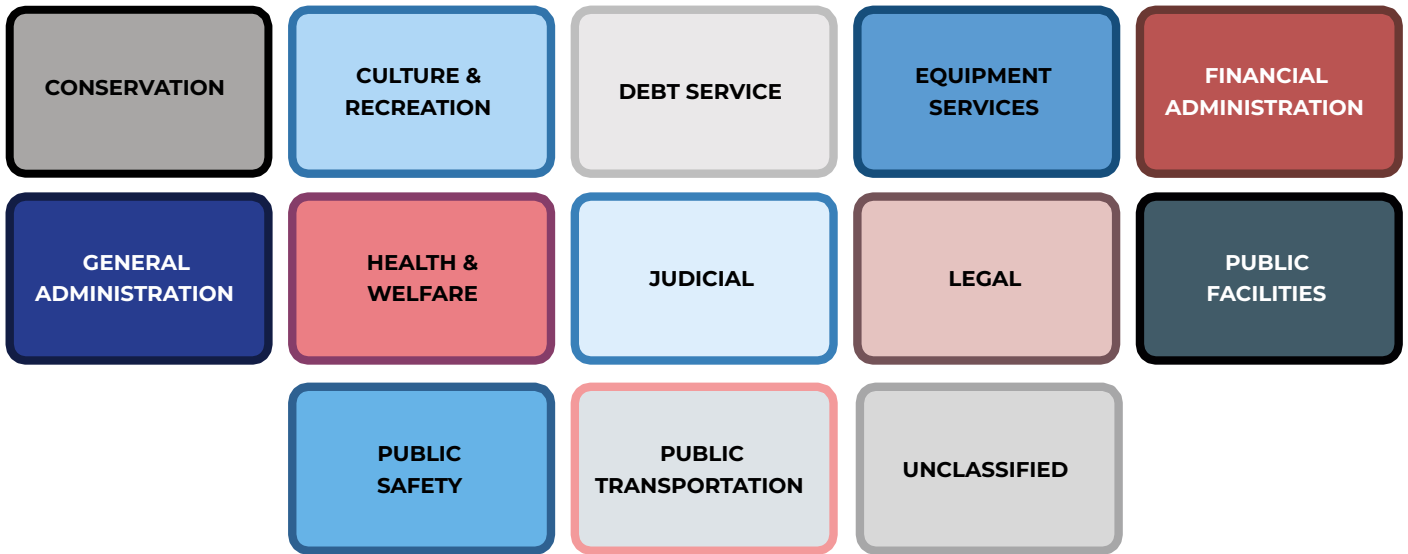 CONSERVATION
CULTURE &
RECREATION
DEBT SERVICE
EQUIPMENT
SERVICES
FINANCIAL
ADMINISTRATION
GENERAL
ADMINISTRATION
HEALTH &
WELFARE
JUDICIAL
LEGAL
PUBLIC
FACILITIES
PUBLIC
SAFETY
PUBLIC
TRANSPORTATION
UNCLASSIFIED